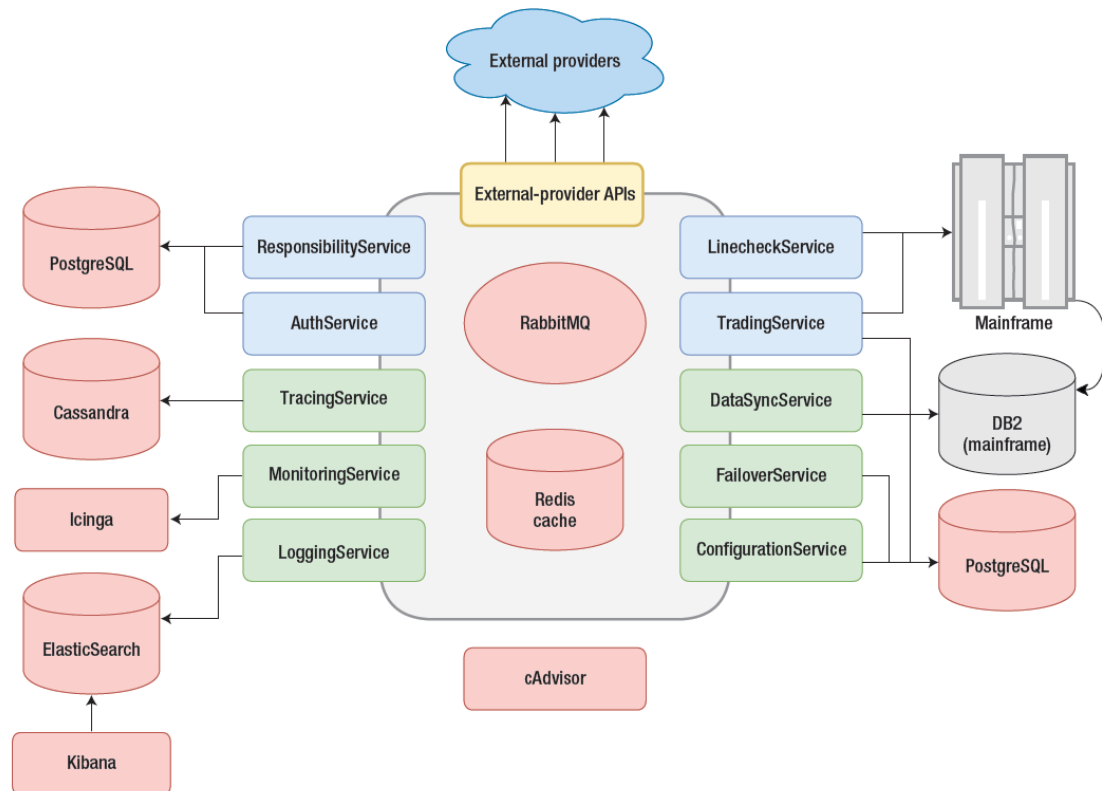 External providers
External-provider APIs
PostgreSQL
ResponsibilityService
LinecheckService
Mainframe
AuthService
RabbitMQ
TradingService
Cassandra
TracingService
DataSyncService
DB2
(mainframe)
MonitoringService
FailoverService
Icinga
Redis
cache
LoggingService
ConfigurationService
PostgreSQL
ElasticSearch
cAdvisor
Kibana